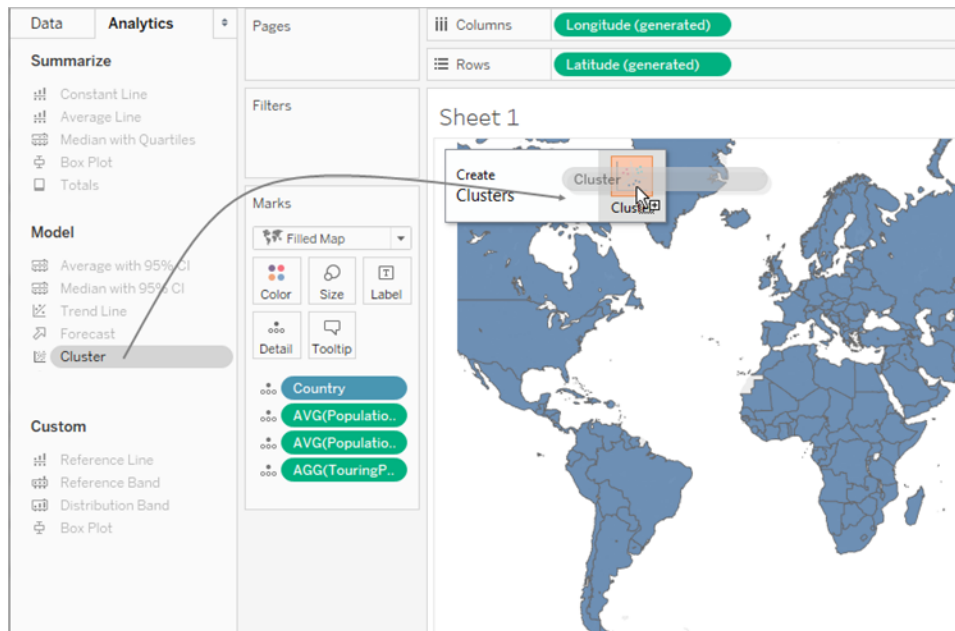 Data
Analytics
Summarize
Constant Line
Average Line
Median with Quartiles
Box Plot
Totals
Model
Average with 95% CI
Median with 95% CI
Trend Line
Forecast
Cluster
Custom
Reference Line
Reference Band
Distribution Band
Box Plot
Pages
Filters
Marks
Filled Map
Color
Size
Label
Detail
Tooltip
Country
AVG(Populatio..
AVG(Populatio..
AGG(TouringP..
Columns
Longitude (generated)
Rows
Latitude (generated)
Sheet 1
Create
Clusters
Cluster